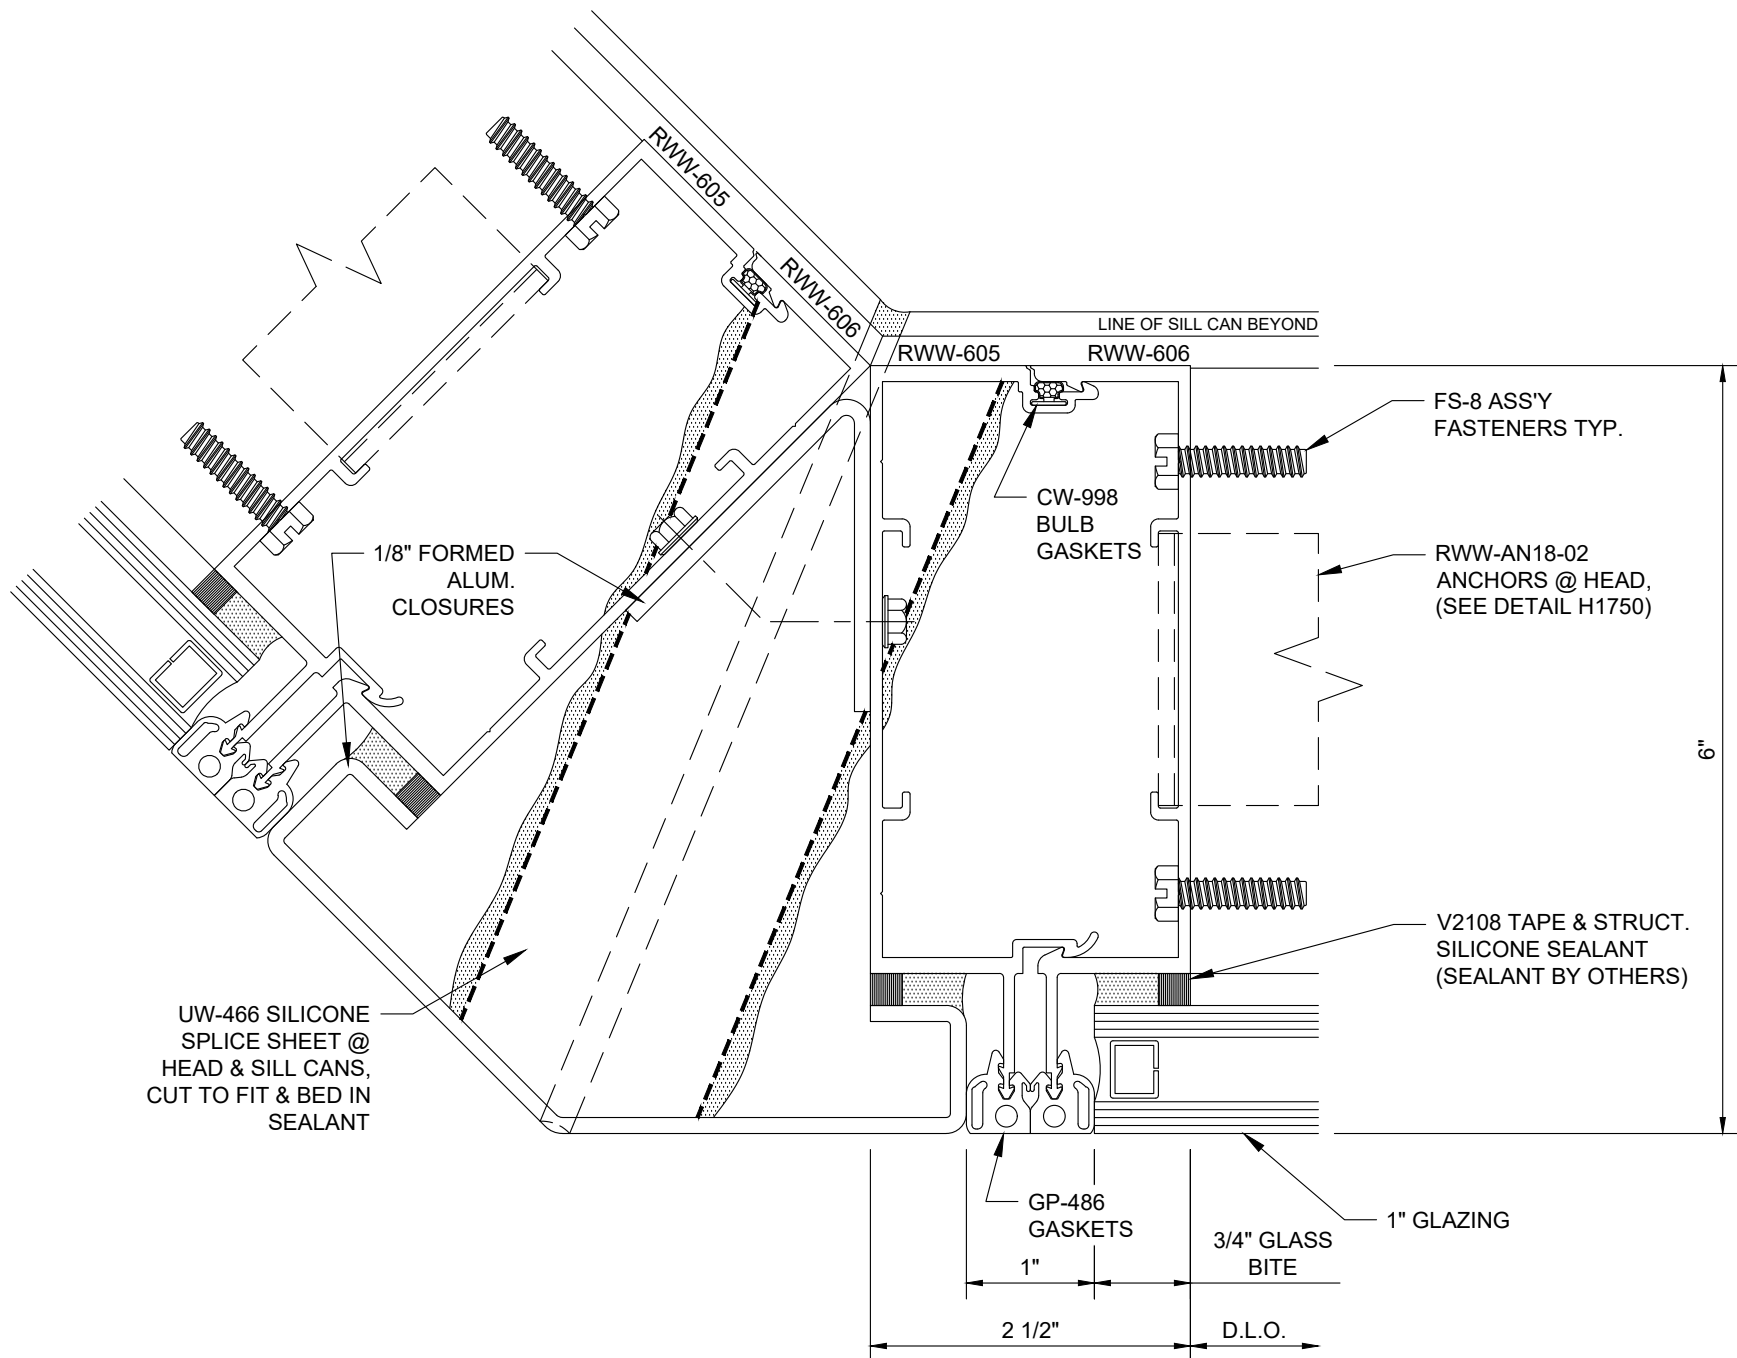 RWW-605
RWW-606
LINE OF SILL CAN BEYOND
RWW-605
RWW-606
FS-8 ASS'Y
FASTENERS TYP.
CW-998
BULB
GASKETS
1/8" FORMED
ALUM.
CLOSURES
RWW-AN18-02
ANCHORS @ HEAD,
(SEE DETAIL H1750)
6"
V2108 TAPE & STRUCT.
SILICONE SEALANT
(SEALANT BY OTHERS)
UW-466 SILICONE
SPLICE SHEET @
HEAD & SILL CANS,
CUT TO FIT & BED IN
SEALANT
GP-486
GASKETS
1" GLAZING
3/4" GLASS
BITE
1"
2 1/2"
D.L.O.